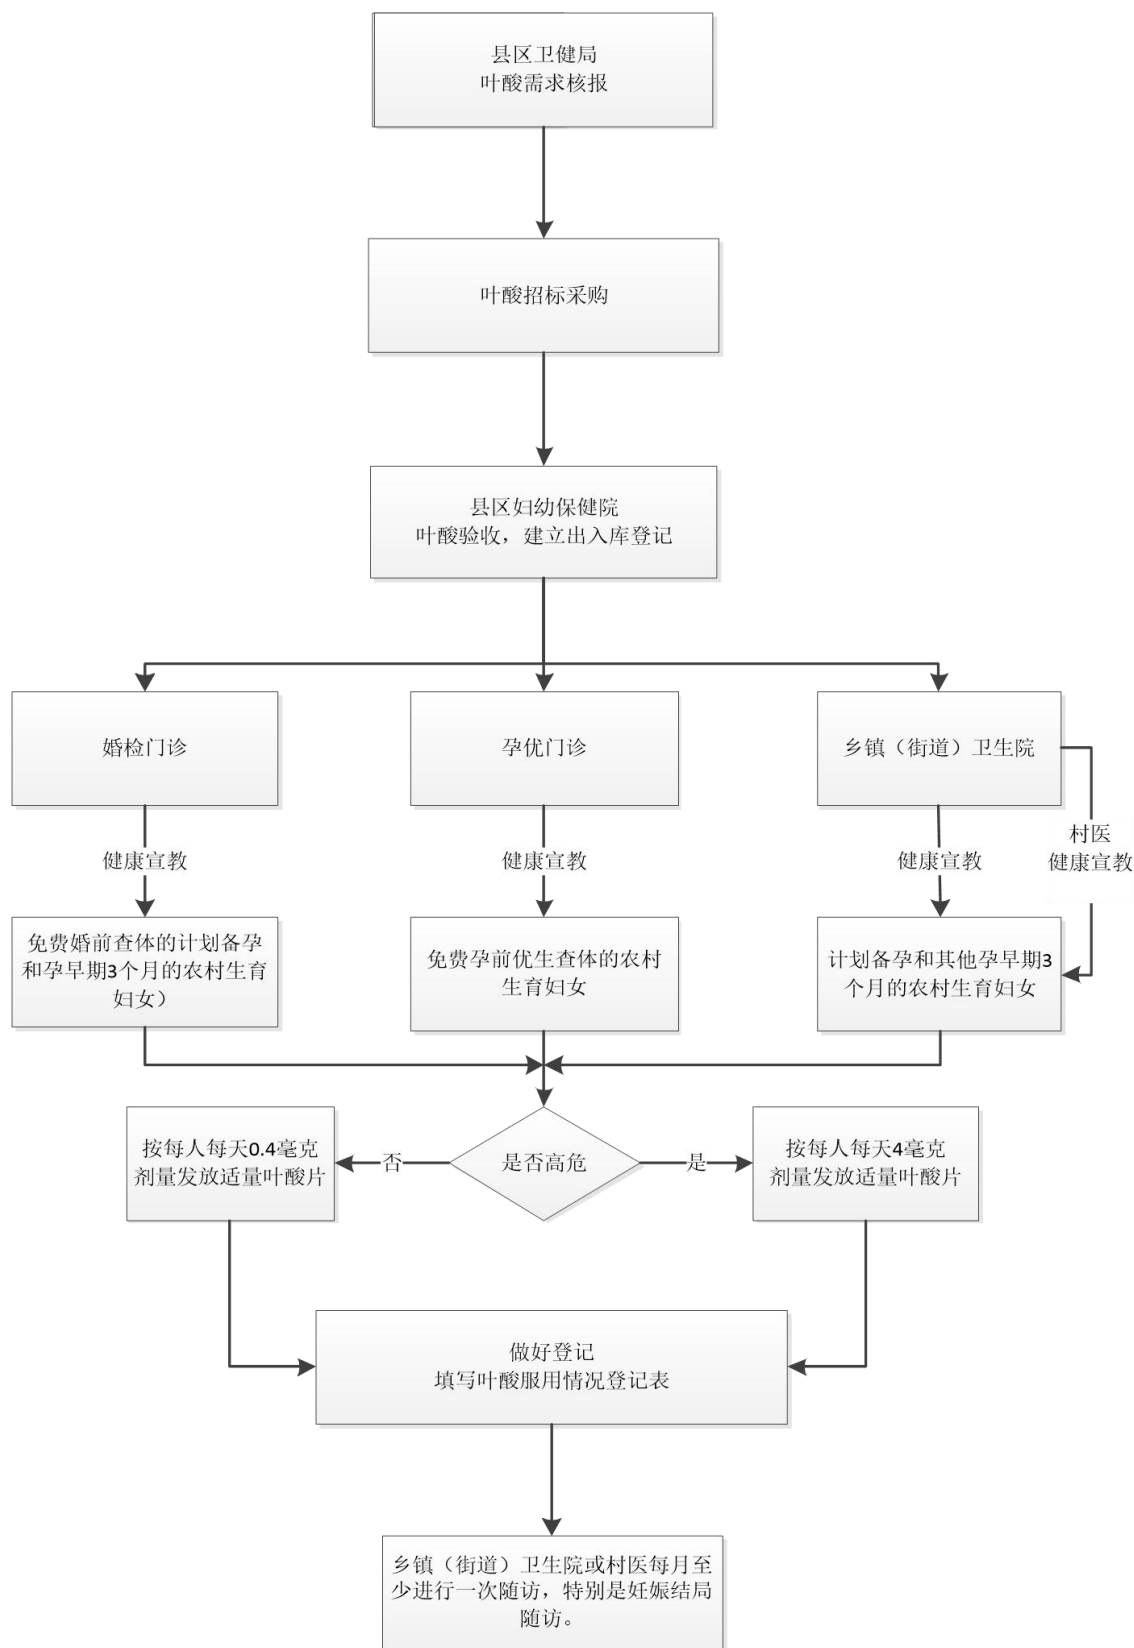 县区卫健局
叶酸需求核报
叶酸招标采购
县区妇幼保健院
叶酸验收，建立出入库登记
婚检门诊
孕优门诊
乡镇（街道）卫生院
健康宣教
健康宣教
健康宣教
村医
健康宣教
免费婚前查体的计划备孕
和孕早期3个月的农村生育
妇女）
免费孕前优生查体的农村
生育妇女
计划备孕和其他孕早期3
个月的农村生育妇女
按每人每天0.4毫克
剂量发放适量叶酸片
否
是否高危
是
按每人每天4毫克
剂量发放适量叶酸片
做好登记
填写叶酸服用情况登记表
乡镇（街道）卫生院或村医每月至
少进行一次随访，特别是妊娠结局
随访。